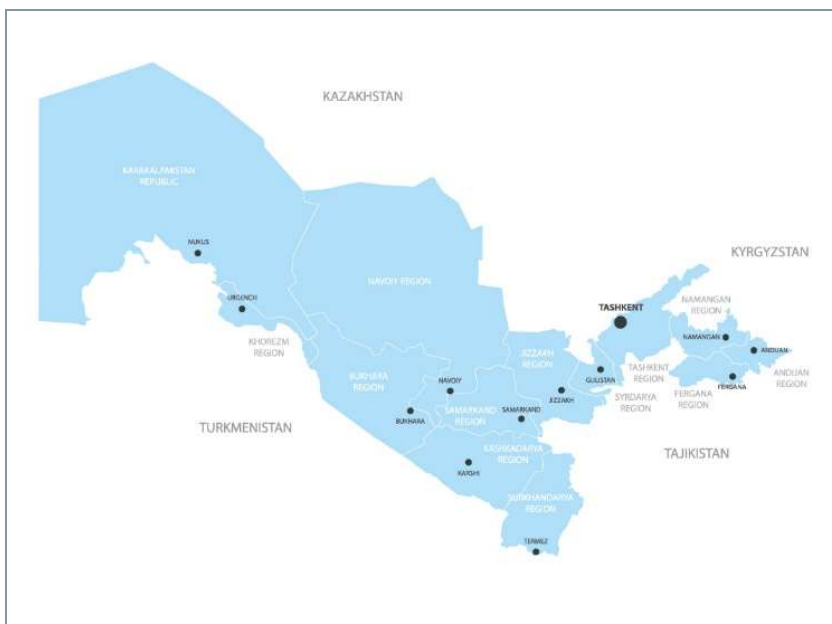 KAZAKHSTAN
KARAKALAMISTAN
REPUBLIC
NUKUS
KYRGYZSTAN
NAVOIY REGION
URGENCH
TASHKENT
NAMANGAN
REGION
NAMANGAN
ANDIJAN
KHOREZM
REGION
JIZZAKH
REGION
BUKHARA
REGION
NAVOIY
GULISTAN
TASHKENT
REGION
FERGANA
ANDIJAN
REGION
JIZZAKH
SYRDARYA
REGION
FERGANA
REGION
BUKHARA
SAMARKAND
REGION
SAMARKAND
TURKMENISTAN
KASHKADARYA
REGION
KARSHI
TAJIKISTAN
SURKHANDARYA
REGION
TERMEZ